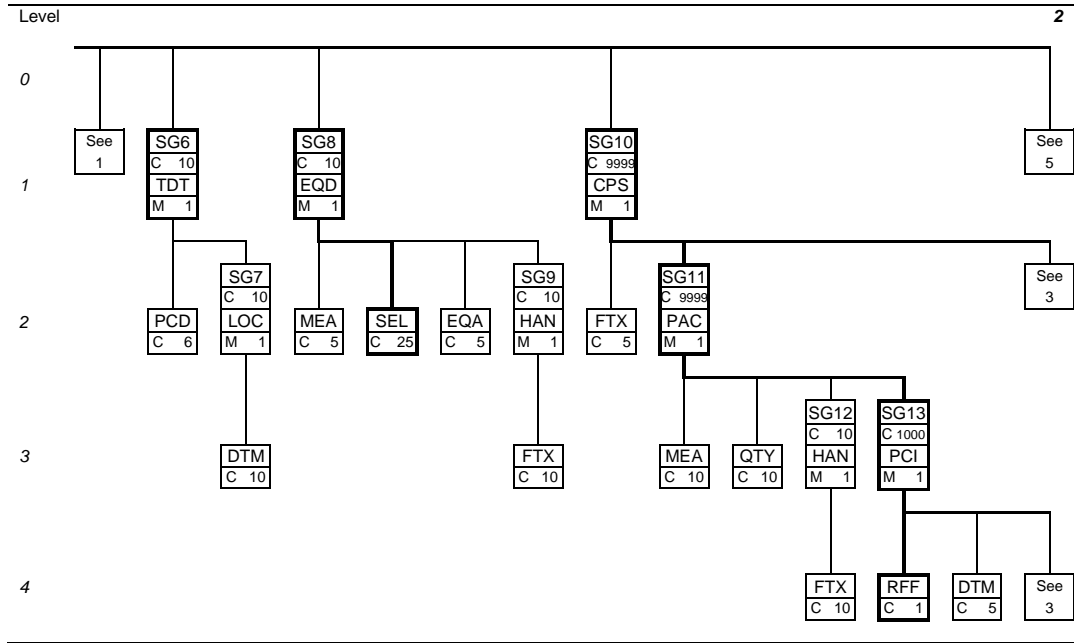 Level 2
0
See
1
SG6
C 10
TDT
M 1
SG8
C 10
EQD
M 1
SG10
C 9999
CPS
M 1
See
5
1
SG7
C 10
LOC
M 1
SG9
C 10
HAN
M 1
SG11
C 9999
PAC
M 1
See
3
2
PCD
C 6
MEA
C 5
SEL
C 25
EQA
C 5
FTX
C 5
SG12
C 10
HAN
M 1
SG13
C 1000
PCI
M 1
3
DTM
C 10
FTX
C 10
MEA
C 10
QTY
C 10
4
FTX
C 10
RFF
C 1
DTM
C 5
See
3